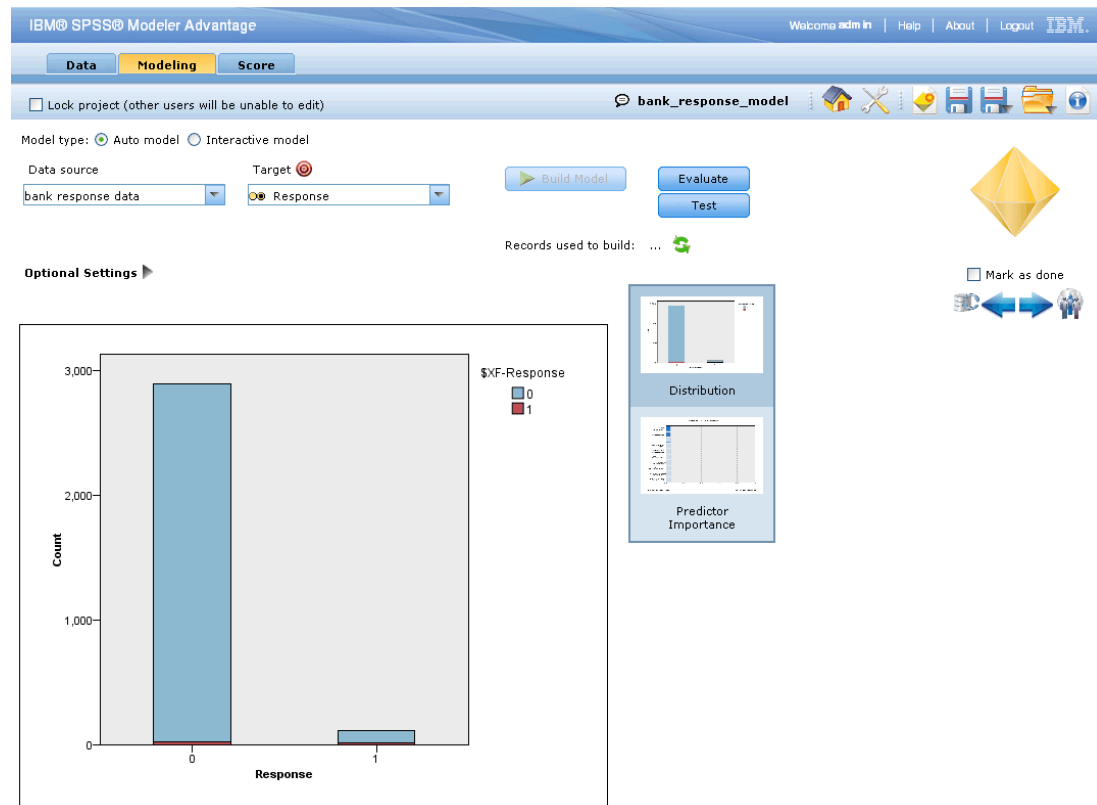 IBM® SPSS® Modeler Advantage
Welcome admin | Help | About | Logout IBM.
Data Modeling Score
Lock project (other users will be unable to edit)
bank_response_model
Model type: Auto model Interactive model
Data source Target
bank response data Response
Build Model Evaluate
Test
Records used to build: ...
Optional Settings
Mark as done
$XF-Response
0
1
3,000
2,000
1,000
0
Count
0 1
Response
Distribution
Predictor
Importance